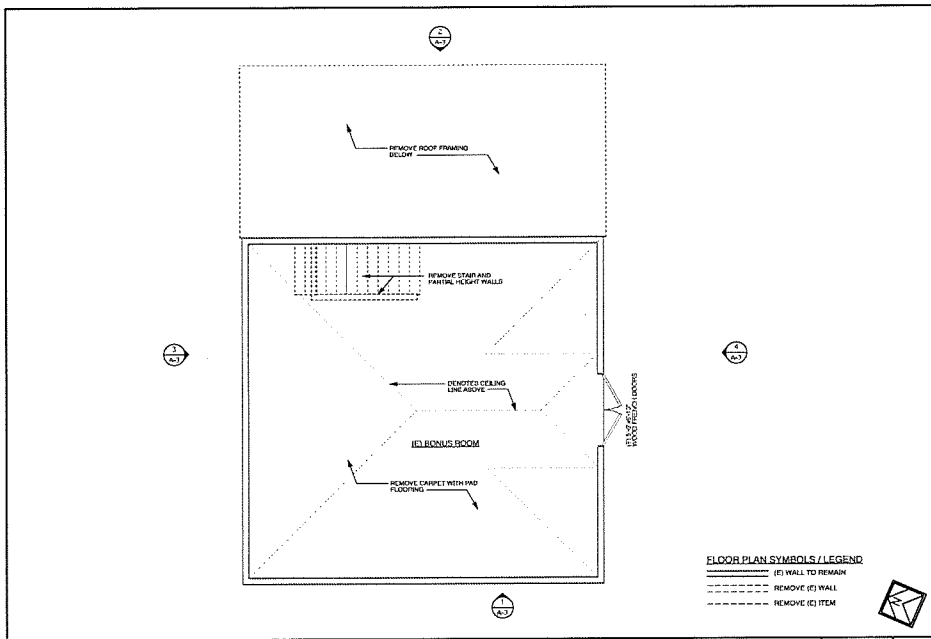 2
A-3
REMOVE ROOF FRAMING
BELOW
REMOVE STAIR AND
PARTIAL HEIGHT WALLS
3
A-3
4
A-3
DENOTED CEILING
LINE ABOVE
WOOD FRENCH DOORS
(E) BONUS ROOM
REMOVE CARPET WITH PAD
FLOORING
FLOOR PLAN SYMBOLS / LEGEND
(E) WALL TO REMAIN
REMOVE (E) WALL
REMOVE (E) ITEM
1
A-3